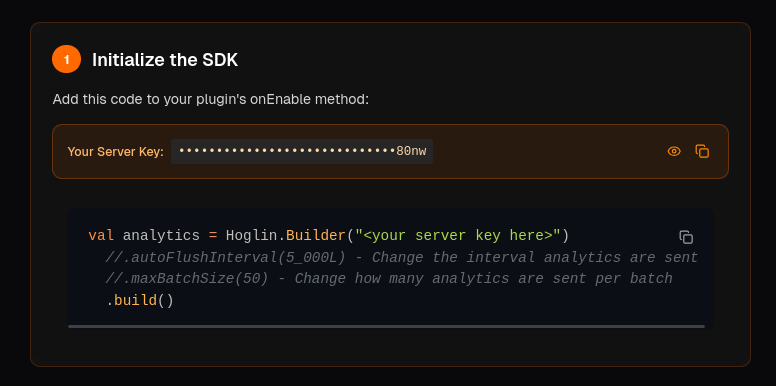 1 Initialize the SDK
Add this code to your plugin's onEnable method:
Your Server Key: ••••••••••••••••••••••••••••80nw
val analytics = Hoglin.Builder("<your server key here>")
//.autoFlushInterval(5_000L) - Change the interval analytics are sent
//.maxBatchSize(50) - Change how many analytics are sent per batch
.build()